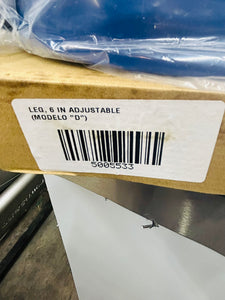 LEG, 6 IN ADJUSTABLE
(MODELO "D")
5005533